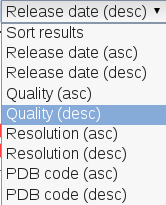 Release date (desc)
Sort results
Release date (asc)
Release date (desc)
Quality (asc)
Quality (desc)
Resolution (asc)
Resolution (desc)
PDB code (asc)
PDB code (desc)